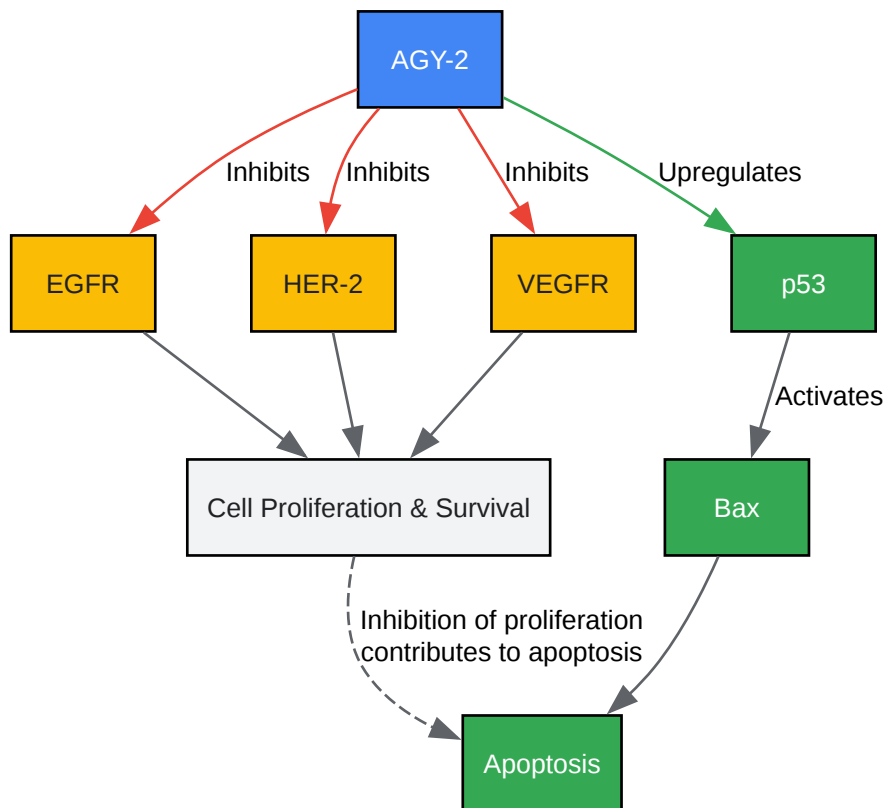 AGY-2
Inhibits
Inhibits
Inhibits
Upregulates
EGFR
HER-2
VEGFR
p53
Activates
Cell Proliferation & Survival
Bax
Inhibition of proliferation
contributes to apoptosis
Apoptosis